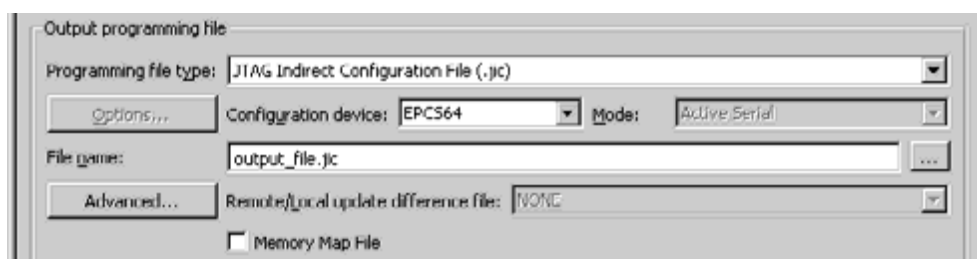 Output programming file
Programming file type: JTAG Indirect Configuration File (.jic)
Options... Configuration device: EPCS64 Mode: Active Serial
File name: output_file.jic ...
Advanced... Remote/Local update difference file: NONE
Memory Map File